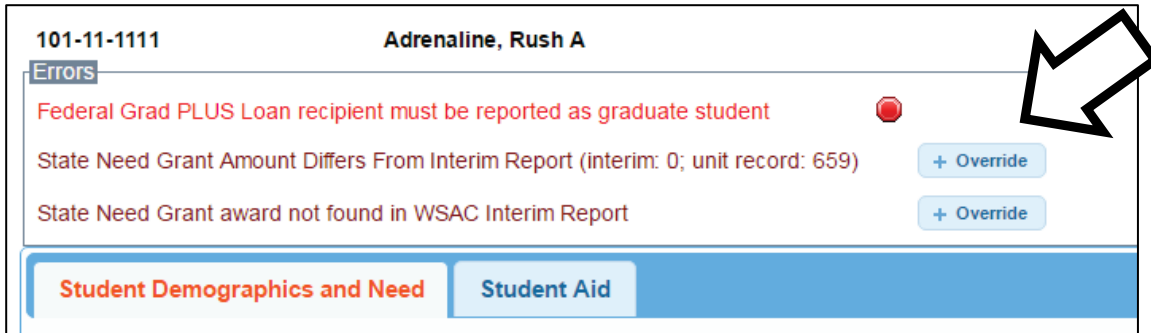 101-11-1111 Adrenaline, Rush A
Errors
Federal Grad PLUS Loan recipient must be reported as graduate student
State Need Grant Amount Differs From Interim Report (interim: 0; unit record: 659) + Override
State Need Grant award not found in WSAC Interim Report + Override
Student Demographics and Need Student Aid